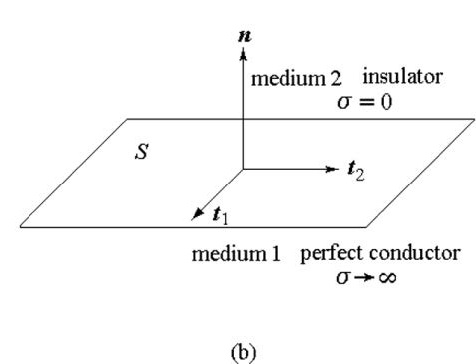 n
medium 2 insulator
σ = 0
S
t₂
t₁
medium 1 perfect conductor
σ → ∞
(b)